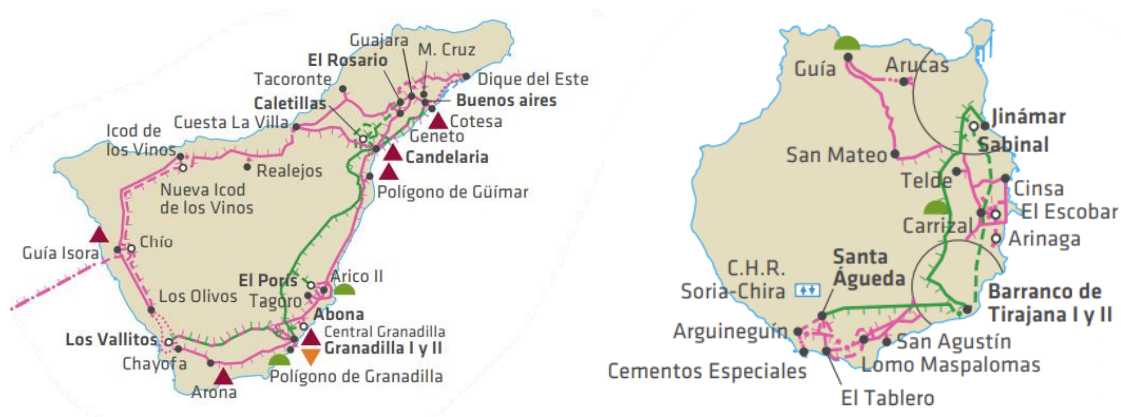 Guajara
M. Cruz
El Rosario
Tacoronte
Dique del Este
Caletillas
Buenos aires
Cotesa
Cuesta La Villa
Geneto
Icod de
los Vinos
Candelaria
Realejos
Polígono de Güímar
Nueva Icod
de los Vinos
Chío
Guía Isora
El Porís
Arico II
Tagoro
Los Olivos
Abona
Los Vallitos
Central Granadilla
Granadilla I y II
Chayofa
Polígono de Granadilla
Arona
Guía
Arucas
Jinámar
Sabinal
San Mateo
Telde
Cinsa
El Escobar
Carrizal
Arinaga
Santa
Águeda
C.H.R.
Soria-Chira
Barranco de
Tirajana I y II
Arguineguín
San Agustín
Lomo Maspalomas
Cementos Especiales
El Tablero